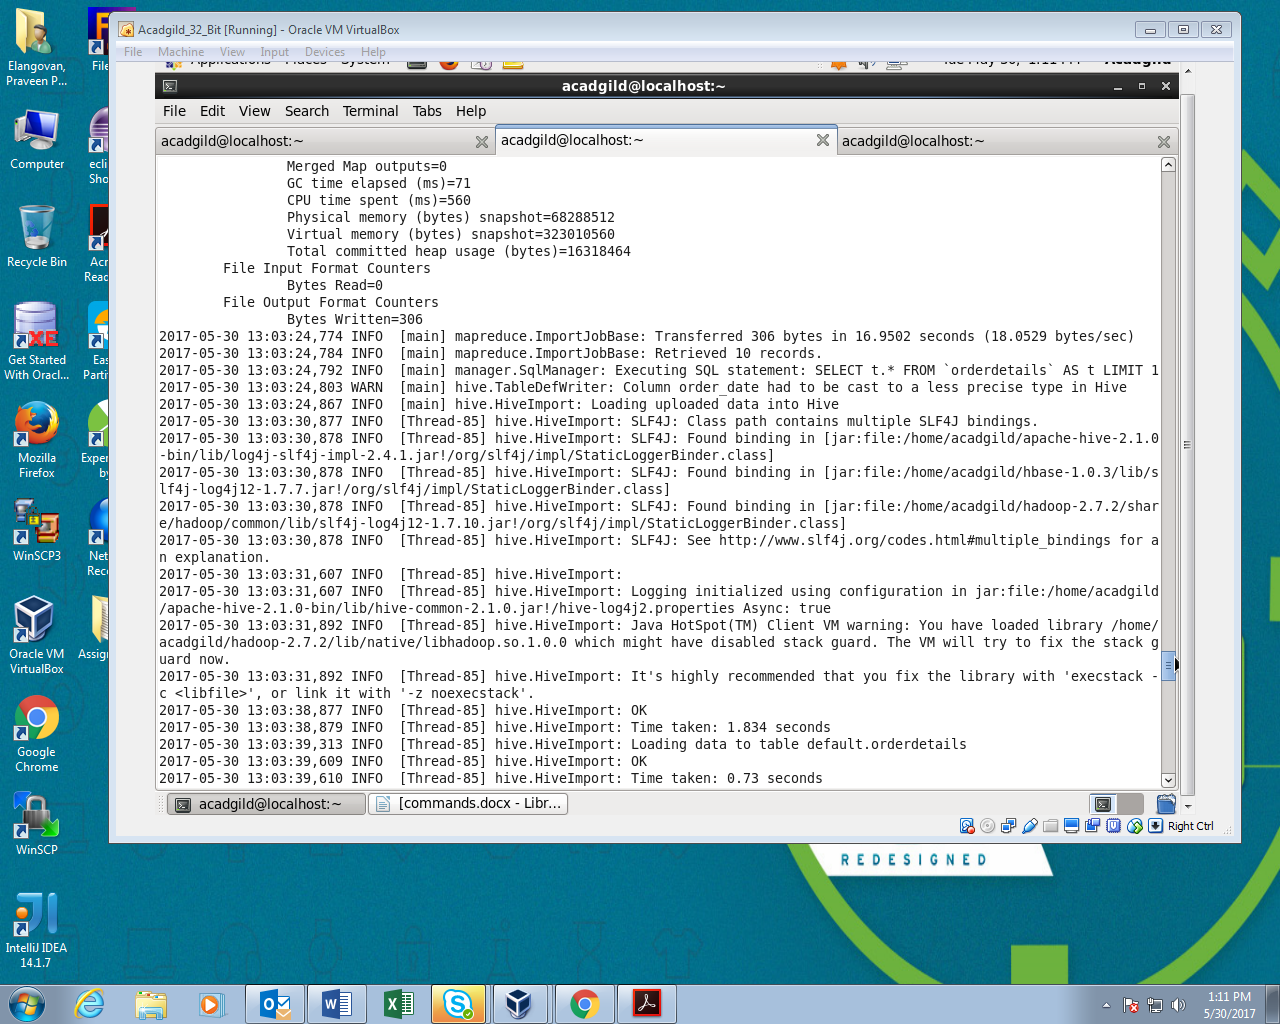 Acadgild_32_Bit [Running] - Oracle VM VirtualBox
File Machine View Input Devices Help
acadgild@localhost:~
File Edit View Search Terminal Tabs Help
acadgild@localhost:~ acadgild@localhost:~ acadgild@localhost:~
Merged Map outputs=0
GC time elapsed (ms)=71
CPU time spent (ms)=560
Physical memory (bytes) snapshot=68288512
Virtual memory (bytes) snapshot=323010560
Total committed heap usage (bytes)=16318464
File Input Format Counters
Bytes Read=0
File Output Format Counters
Bytes Written=306
2017-05-30 13:03:24,774 INFO  [main] mapreduce.ImportJobBase: Transferred 306 bytes in 16.9502 seconds (18.0529 bytes/sec)
2017-05-30 13:03:24,784 INFO  [main] mapreduce.ImportJobBase: Retrieved 10 records.
2017-05-30 13:03:24,792 INFO  [main] manager.SqlManager: Executing SQL statement: SELECT t.* FROM `orderdetails` AS t LIMIT 1
2017-05-30 13:03:24,803 WARN  [main] hive.TableDefWriter: Column order_date had to be cast to a less precise type in Hive
2017-05-30 13:03:24,867 INFO  [main] hive.HiveImport: Loading uploaded data into Hive
2017-05-30 13:03:30,877 INFO  [Thread-85] hive.HiveImport: SLF4J: Class path contains multiple SLF4J bindings.
2017-05-30 13:03:30,878 INFO  [Thread-85] hive.HiveImport: SLF4J: Found binding in [jar:file:/home/acadgild/apache-hive-2.1.0
-bin/lib/log4j-slf4j-impl-2.4.1.jar!/org/slf4j/impl/StaticLoggerBinder.class]
2017-05-30 13:03:30,878 INFO  [Thread-85] hive.HiveImport: SLF4J: Found binding in [jar:file:/home/acadgild/hbase-1.0.3/lib/s
lf4j-log4j12-1.7.7.jar!/org/slf4j/impl/StaticLoggerBinder.class]
2017-05-30 13:03:30,878 INFO  [Thread-85] hive.HiveImport: SLF4J: Found binding in [jar:file:/home/acadgild/hadoop-2.7.2/shar
e/hadoop/common/lib/slf4j-log4j12-1.7.10.jar!/org/slf4j/impl/StaticLoggerBinder.class]
2017-05-30 13:03:30,878 INFO  [Thread-85] hive.HiveImport: SLF4J: See http://www.slf4j.org/codes.html#multiple_bindings for a
n explanation.
2017-05-30 13:03:31,607 INFO  [Thread-85] hive.HiveImport:
2017-05-30 13:03:31,607 INFO  [Thread-85] hive.HiveImport: Logging initialized using configuration in jar:file:/home/acadgild
/apache-hive-2.1.0-bin/lib/hive-common-2.1.0.jar!/hive-log4j2.properties Async: true
2017-05-30 13:03:31,892 INFO  [Thread-85] hive.HiveImport: Java HotSpot(TM) Client VM warning: You have loaded library /home/
acadgild/hadoop-2.7.2/lib/native/libhadoop.so.1.0.0 which might have disabled stack guard. The VM will try to fix the stack g
uard now.
2017-05-30 13:03:31,892 INFO  [Thread-85] hive.HiveImport: It's highly recommended that you fix the library with 'execstack -
c <libfile>', or link it with '-z noexecstack'.
2017-05-30 13:03:38,877 INFO  [Thread-85] hive.HiveImport: OK
2017-05-30 13:03:38,879 INFO  [Thread-85] hive.HiveImport: Time taken: 1.834 seconds
2017-05-30 13:03:39,313 INFO  [Thread-85] hive.HiveImport: Loading data to table default.orderdetails
2017-05-30 13:03:39,609 INFO  [Thread-85] hive.HiveImport: OK
2017-05-30 13:03:39,610 INFO  [Thread-85] hive.HiveImport: Time taken: 0.73 seconds
acadgild@localhost:~ [commands.docx - Libr...
Right Ctrl
REDESIGNED
Elangovan,
Praveen P...
Computer
Recycle Bin
Get Started
With Oracl...
Mozilla
Firefox
WinSCP3
Oracle VM
VirtualBox
Google
Chrome
WinSCP
IntelliJ IDEA
14.1.7
File
ecli
Sho
Acr
Read
Eas
Parti
Exper
by
Net
Reco
Assign
1:11 PM
5/30/2017